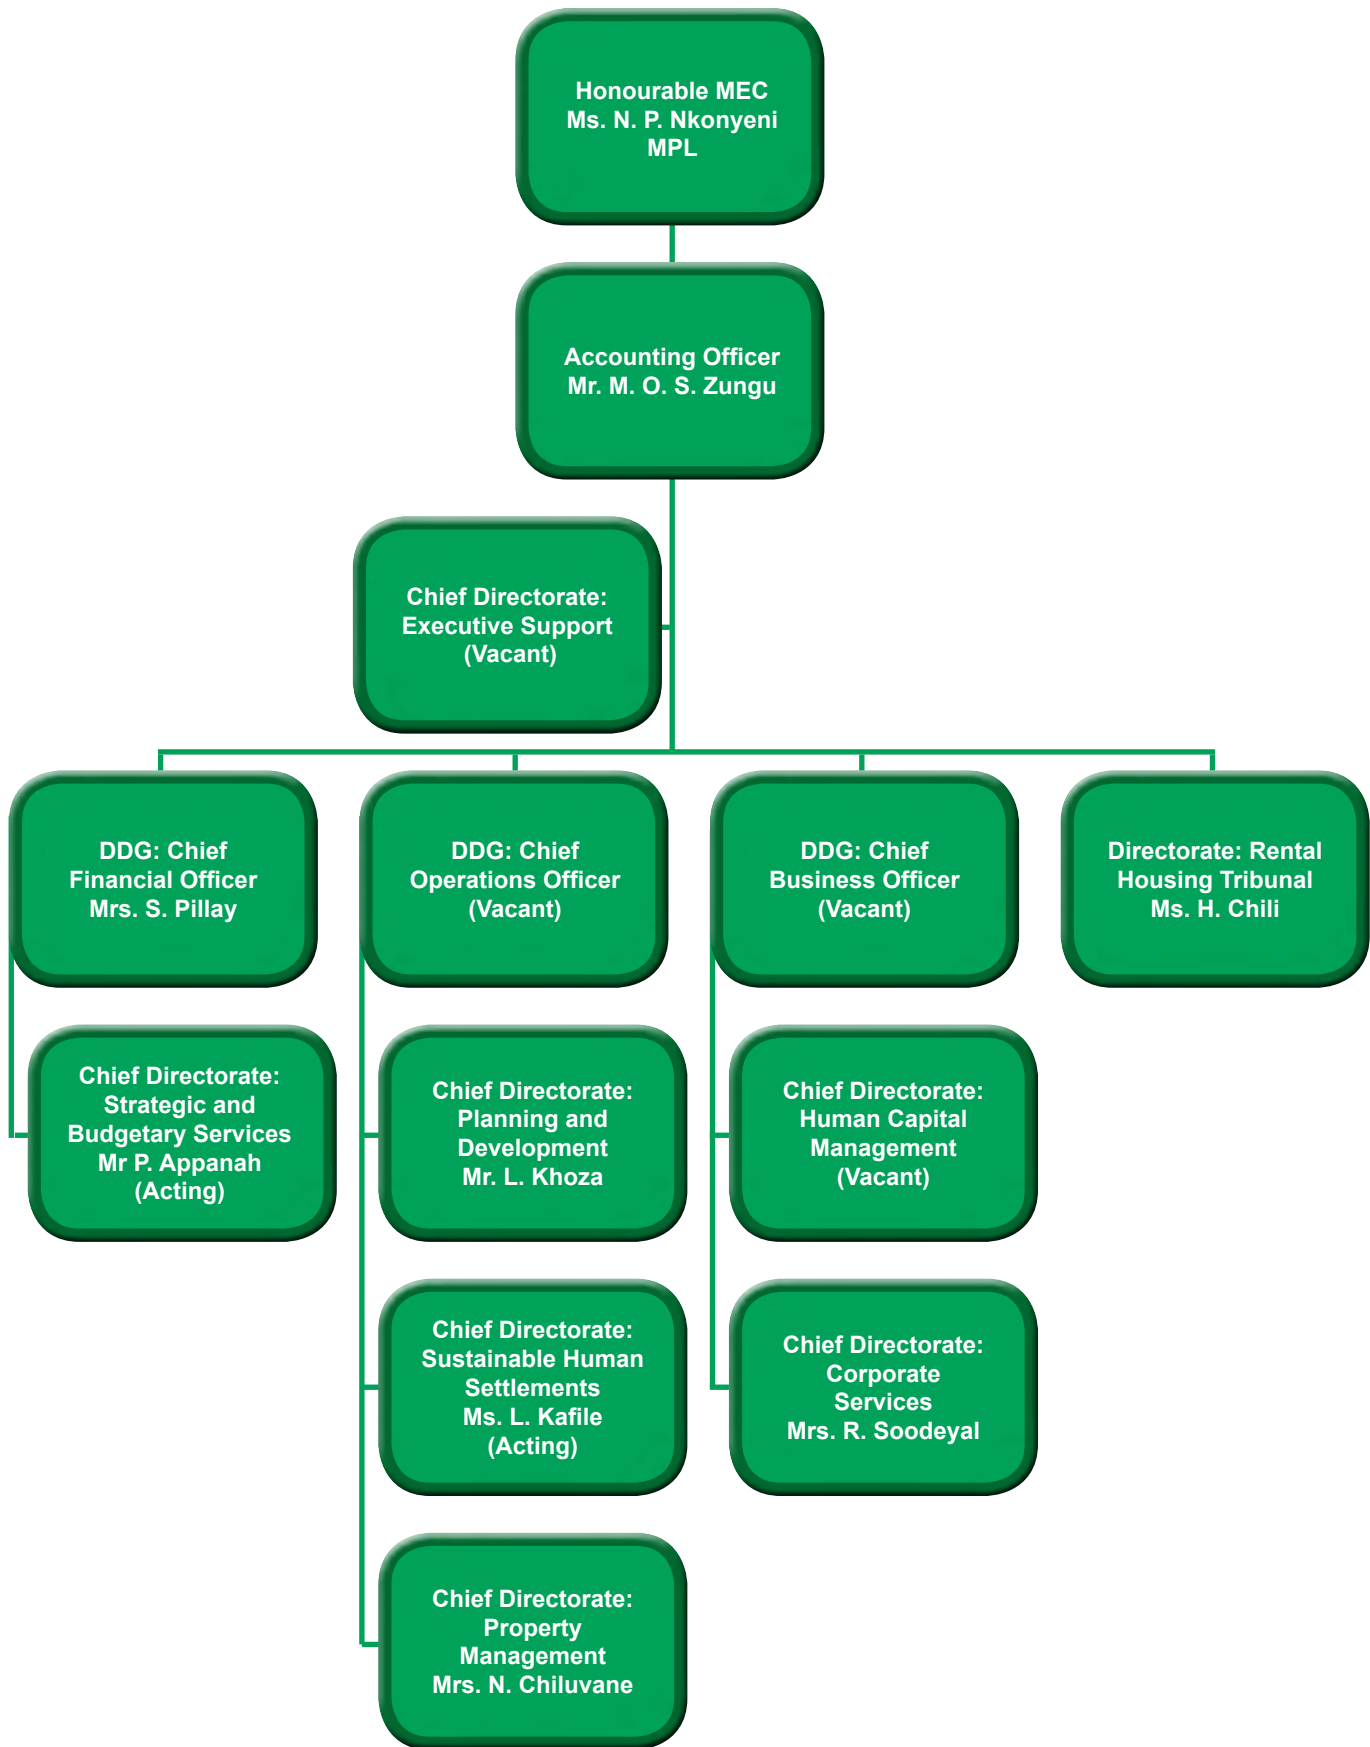 Honourable MEC
Ms. N. P. Nkonyeni
MPL
Accounting Officer
Mr. M. O. S. Zungu
Chief Directorate:
Executive Support
(Vacant)
DDG: Chief
Financial Officer
Mrs. S. Pillay
DDG: Chief
Operations Officer
(Vacant)
DDG: Chief
Business Officer
(Vacant)
Directorate: Rental
Housing Tribunal
Ms. H. Chili
Chief Directorate:
Strategic and
Budgetary Services
Mr P. Appanah
(Acting)
Chief Directorate:
Planning and
Development
Mr. L. Khoza
Chief Directorate:
Human Capital
Management
(Vacant)
Chief Directorate:
Sustainable Human
Settlements
Ms. L. Kafile
(Acting)
Chief Directorate:
Corporate
Services
Mrs. R. Soodeyal
Chief Directorate:
Property
Management
Mrs. N. Chiluvane